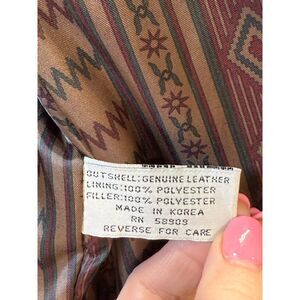 OUTSHELL:GENUINE LEATHER
LINING:100% POLYESTER
FILLER:100% POLYESTER
MADE IN KOREA
RN 58909
REVERSE FOR CARE